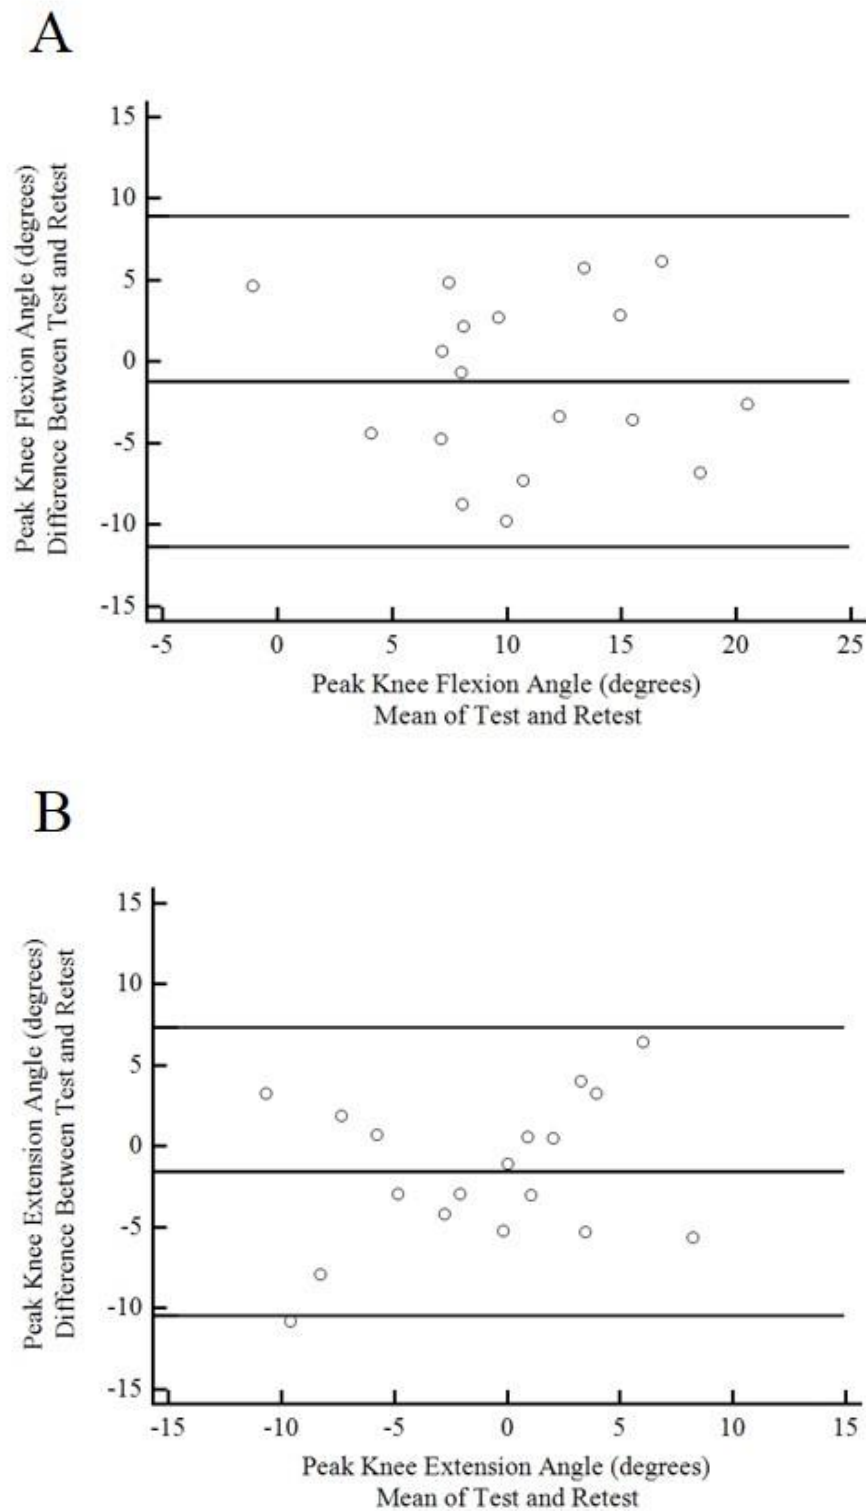 A
Peak Knee Flexion Angle (degrees)
Difference Between Test and Retest
15
10
5
0
-5
-10
-15
-5 0 5 10 15 20 25
Peak Knee Flexion Angle (degrees)
Mean of Test and Retest
B
Peak Knee Extension Angle (degrees)
Difference Between Test and Retest
15
10
5
0
-5
-10
-15
-15 -10 -5 0 5 10 15
Peak Knee Extension Angle (degrees)
Mean of Test and Retest